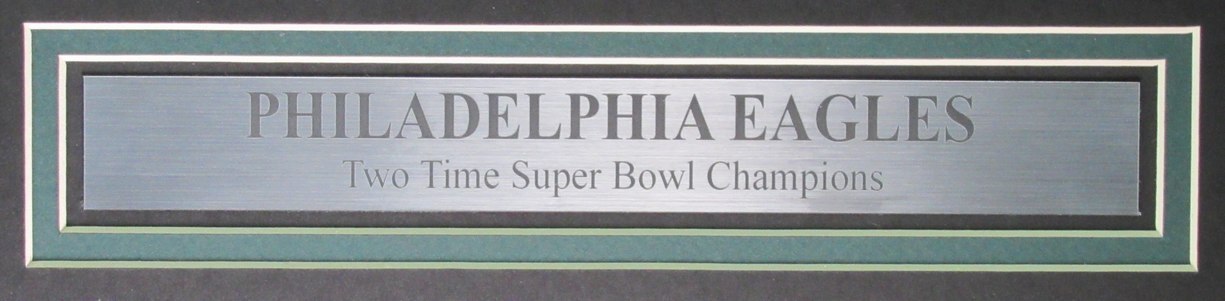 PHILADELPHIA EAGLES
Two Time Super Bowl Champions